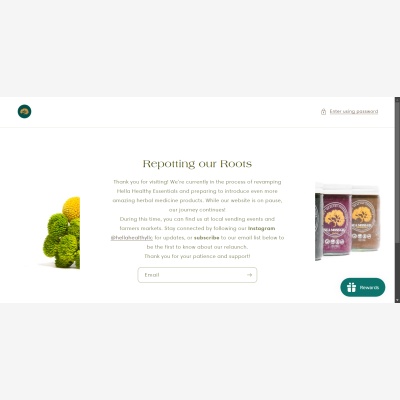 Enter using password
Repotting our Roots
Thank you for visiting! We're currently in the process of revamping
Hella Healthy Essentials and preparing to introduce even more
amazing herbal medicine products. While our website is on pause,
our journey continues!
During this time, you can find us at local vending events and
farmers markets. Stay connected by following our Instagram
@hellahealthyllc for updates, or subscribe to our email list below to
be the first to know about our relaunch.
Thank you for your patience and support!
Email
Rewards